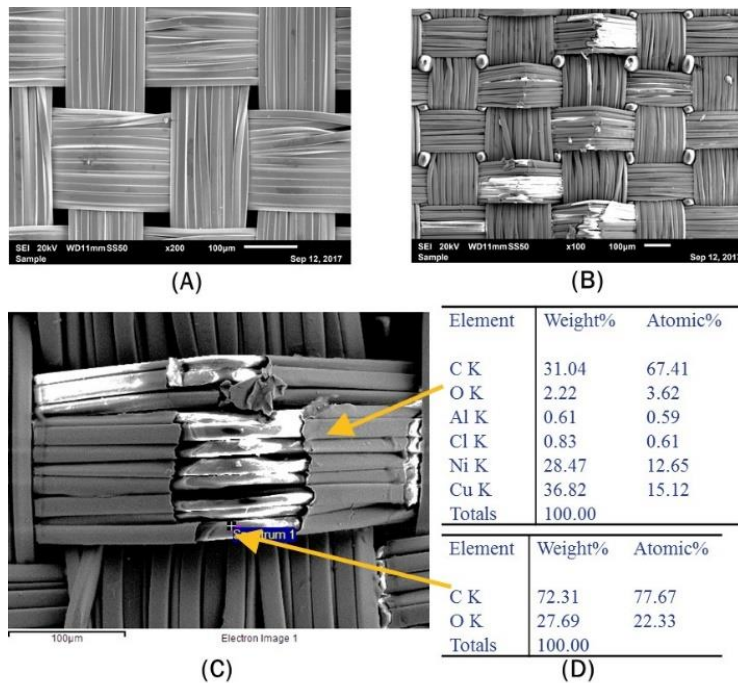 SEI 20kV WD11mm SS50 x200 100μm
Sample Sep 12, 2017
(A)
SEI 20kV WD11mm SS50 x100 100μm
Sample Sep 12, 2017
(B)
Spectrum 1
100μm Electron Image 1
(C)
Element Weight% Atomic%
C K 31.04 67.41
O K 2.22 3.62
Al K 0.61 0.59
Cl K 0.83 0.61
Ni K 28.47 12.65
Cu K 36.82 15.12
Totals 100.00
Element Weight% Atomic%
C K 72.31 77.67
O K 27.69 22.33
Totals 100.00
(D)